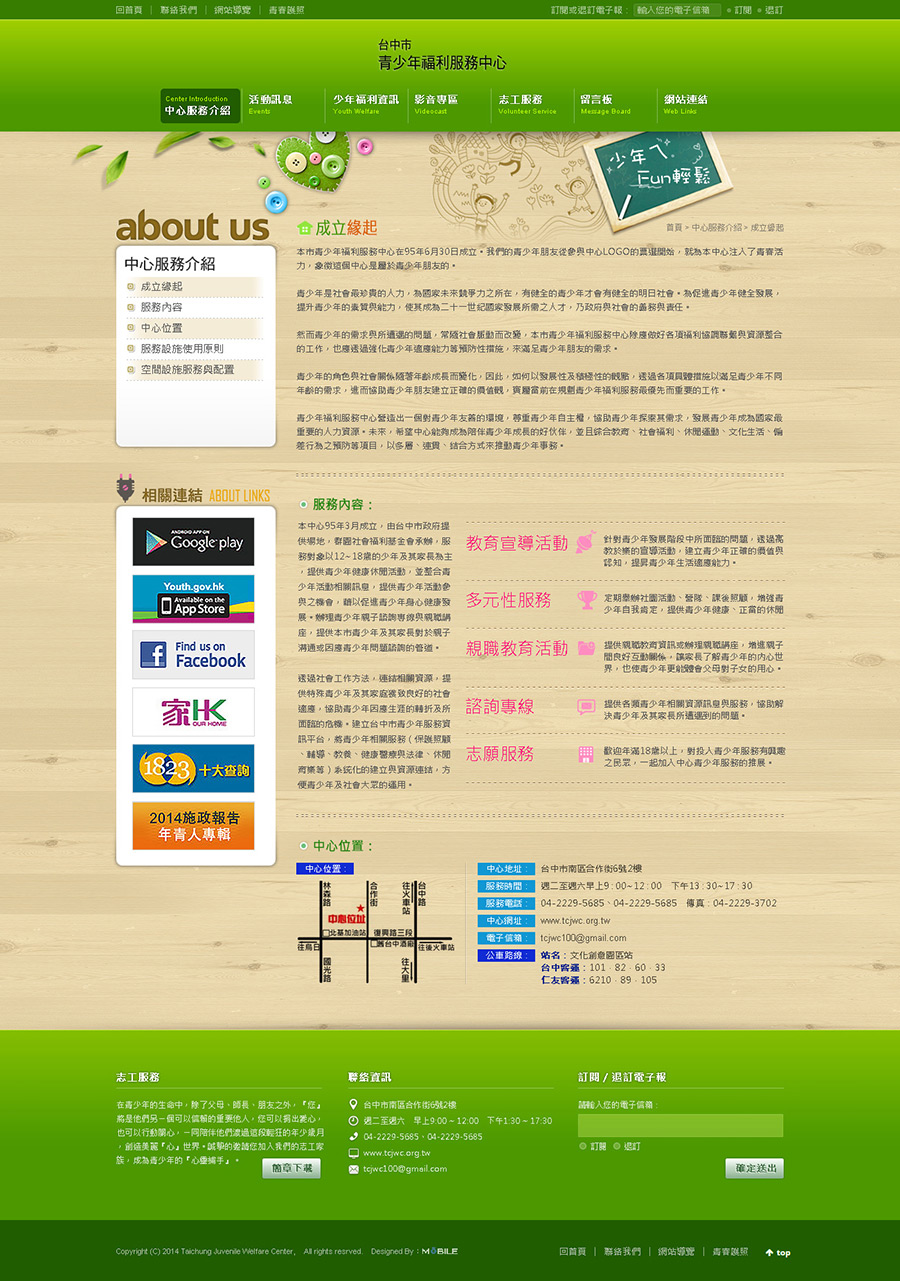 回首頁 | 聯絡我們 | 網站導覽 | 青春護照
訂閱或退訂電子報： 輸入您的電子信箱 訂閱 退訂
台中市
青少年福利服務中心
Center Introduction
中心服務介紹
活動訊息
Events
少年福利資訊
Youth Welfare
影音專區
Videocast
志工服務
Volunteer Service
留言板
Message Board
網站連結
Web Links
少年ㄟ
Fun輕鬆
about us
中心服務介紹
成立緣起
服務內容
中心位置
服務設施使用原則
空間設施服務與配置
成立緣起
首頁 > 中心服務介紹 > 成立緣起
本市青少年福利服務中心在95年6月30日成立。我們的青少年朋友從參與中心LOGO的票選開始，就為本中心注入了青春活
力，象徵這個中心是屬於青少年朋友的。
青少年是社會最珍貴的人力，為國家未來競爭力之所在，有健全的青少年才會有健全的明日社會。為促進青少年健全發展，
提升青少年的素質與能力，使其成為二十一世紀國家發展所需之人才，乃政府與社會的義務與責任。
然而青少年的需求與所遭遇的問題，常隨社會脈動而改變，本市青少年福利服務中心除應做好各項福利協調聯繫與資源整合
的工作，也應透過強化青少年適應能力等預防性措施，來滿足青少年朋友的需求。
青少年的角色與社會關係隨著年齡成長而變化，因此，如何以發展性及積極性的觀點，透過各項具體措施以滿足青少年不同
年齡的需求，進而協助青少年朋友建立正確的價值觀，實屬當前在規劃青少年福利服務最優先而重要的工作。
青少年福利服務中心營造出一個對青少年友善的環境，尊重青少年自主權，協助青少年探索其需求，發展青少年成為國家最
重要的人力資源。未來，希望中心能夠成為陪伴青少年成長的好伙伴，並且綜合教育、社會福利、休閒運動、文化生活、偏
差行為之預防等項目，以多層、連貫、結合方式來推動青少年事務。
相關連結 ABOUT LINKS
ANDROID APP ON
Google play
Youth.gov.hk
Available on the
App Store
Find us on
Facebook
家HK
OUR HOME
1823 十大查詢
2014施政報告
年青人專輯
服務內容：
本中心95年3月成立，由台中市政府提
供場地，群園社會福利基金會承辦，服
務對象以12~18歲的少年及其家長為主
，提供青少年健康休閒活動，並整合青
少年活動相關訊息，提供青少年活動參
與之機會，藉以促進青少年身心健康發
展。辦理青少年親子諮詢專線與親職講
座，提供本市青少年及其家長對於親子
溝通或因應青少年問題諮詢的管道。
透過社會工作方法，連結相關資源，提
供特殊青少年及其家庭獲致良好的社會
適應，協助青少年因應生涯的轉折及所
面臨的危機。建立台中市青少年服務資
訊平台，將青少年相關服務（保護照顧
、輔導、教養、健康醫療與法律、休閒
育樂等）系統化的建立與資源連結，方
便青少年及社會大眾的運用。
教育宣導活動
針對青少年發展階段中所面臨的問題，透過寓
教於樂的宣導活動，建立青少年正確的價值與
認知，提昇青少年生活適應能力。
多元性服務
定期舉辦社團活動、營隊、課後照顧，增強青
少年自我肯定，提供青少年健康、正當的休閒
親職教育活動
提供親職教育資訊或辦理親職講座，增進親子
間良好互動關係，讓家長了解青少年的內心世
界，也使青少年更能體會父母對子女的用心。
諮詢專線
提供各類青少年相關資源訊息與服務，協助解
決青少年及其家長所遭遇到的問題。
志願服務
歡迎年滿18歲以上，對投入青少年服務有興趣
之民眾，一起加入中心青少年服務的推展。
中心位置：
中心位置：
林森路
合作街
往火車站
台中路
中心位址
北基加油站
復興路三段
往烏日
舊台中酒廠
往後火車站
國光路
往大里
中心地址： 台中市南區合作街6號2樓
服務時間： 週二至週六早上9:00~12:00 下午13:30~17:30
服務電話： 04-2229-5685、04-2229-5685 傳真：04-2229-3702
中心網址： www.tcjwc.org.tw
電子信箱： tcjwc100@gmail.com
公車路線： 站名：文化創意園區站
台中客運：101、82、60、33
仁友客運：6210、89、105
志工服務
在青少年的生命中，除了父母、師長、朋友之外，『您』
將是他們另一個可以信賴的重要他人，您可以捐出愛心，
也可以行動關心，一同陪伴他們渡過這段輕狂的年少歲月
，創造美麗『心』世界。誠摯的邀請您加入我們的志工家
族，成為青少年的『心靈捕手』。
簡章下載
聯絡資訊
台中市南區合作街6號2樓
週二至週六 早上9:00 ~ 12:00 下午1:30 ~ 17:30
04-2229-5685、04-2229-5685
www.tcjwc.org.tw
tcjwc100@gmail.com
訂閱 / 退訂電子報
請輸入您的電子信箱：
訂閱 退訂
確定送出
Copyright (C) 2014 Taichung Juvenile Welfare Center, All rights resrved. Designed By：MOBILE
回首頁 | 聯絡我們 | 網站導覽 | 青春護照 top